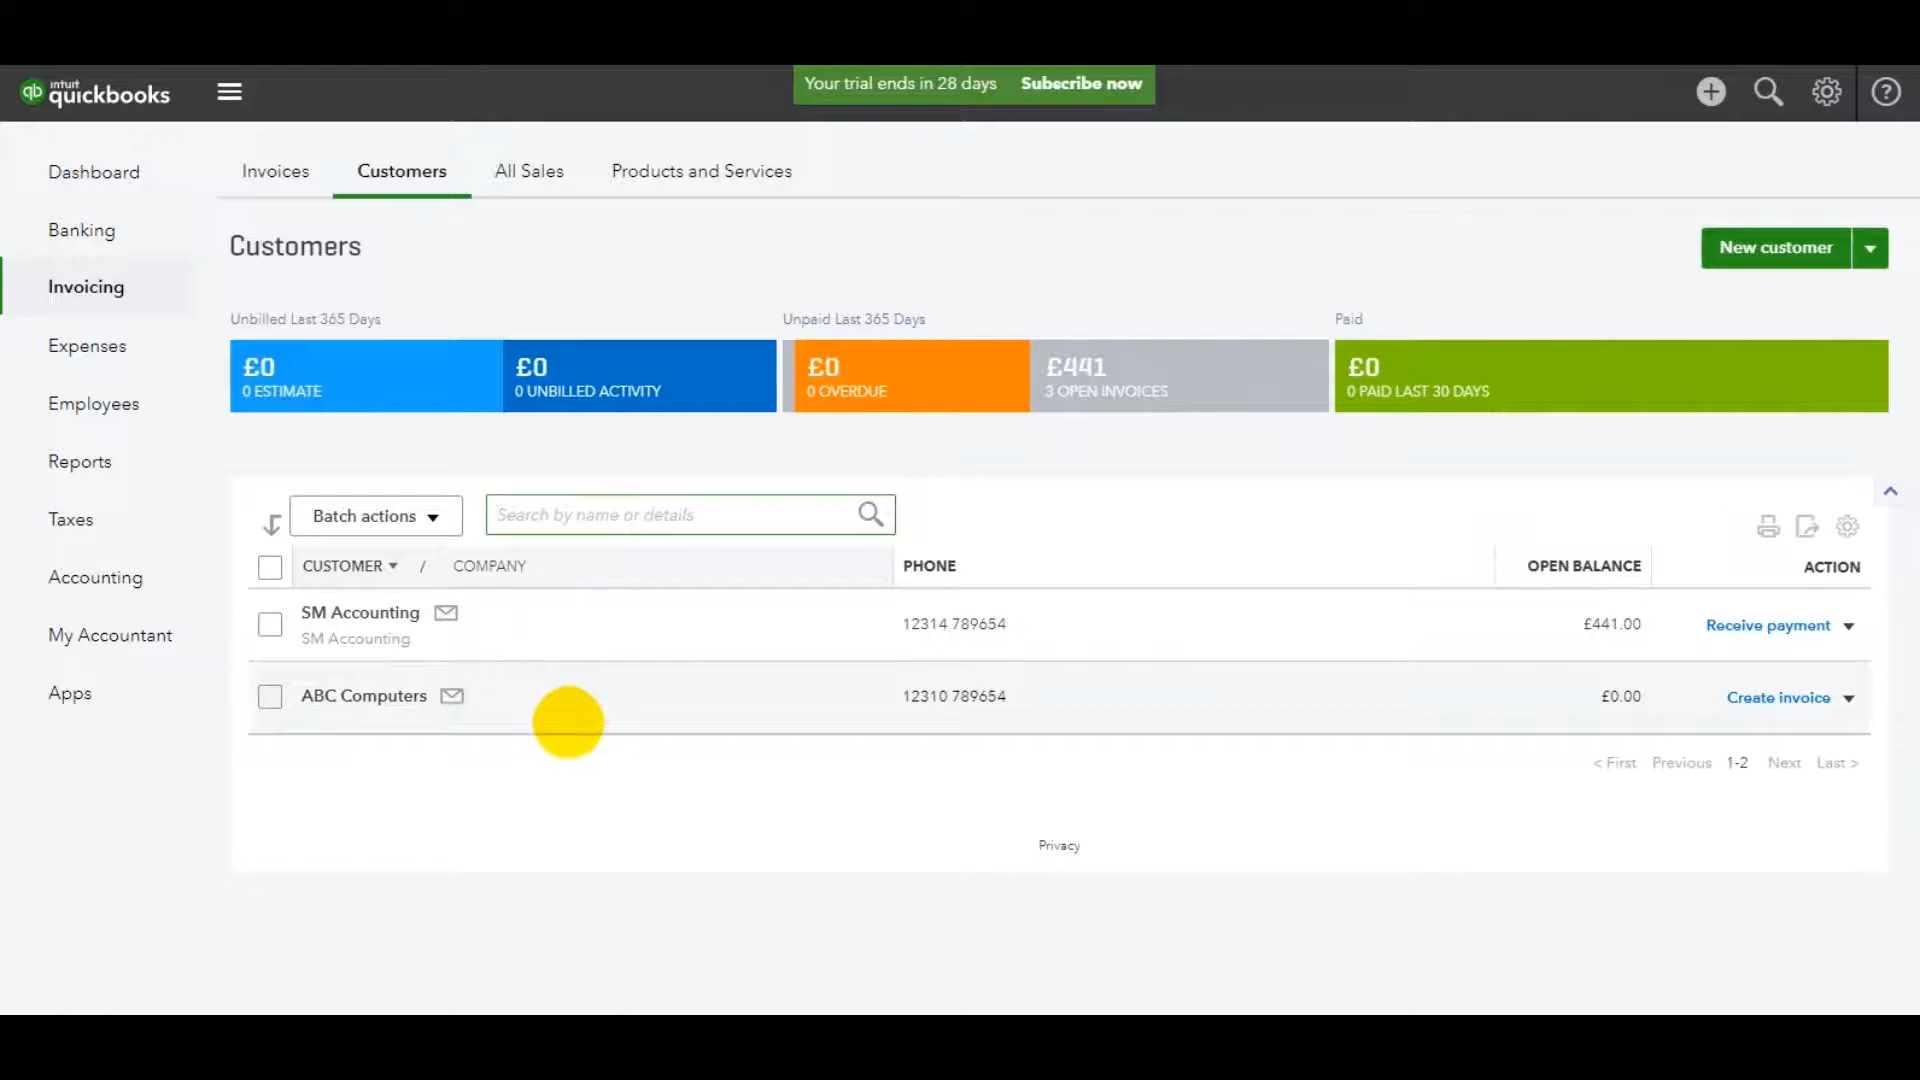 Your trial ends in 28 days Subscribe now
qb intuit quickbooks
Dashboard
Banking
Invoicing
Expenses
Employees
Reports
Taxes
Accounting
My Accountant
Apps
Invoices Customers All Sales Products and Services
Customers
New customer
Unbilled Last 365 Days Unpaid Last 365 Days Paid
£0 £0 £0 £441 £0
0 ESTIMATE 0 UNBILLED ACTIVITY 0 OVERDUE 3 OPEN INVOICES 0 PAID LAST 30 DAYS
Batch actions Search by name or details
CUSTOMER / COMPANY PHONE OPEN BALANCE ACTION
SM Accounting 12314 789654 £441.00 Receive payment
SM Accounting
ABC Computers 12310 789654 £0.00 Create invoice
< First Previous 1-2 Next Last >
Privacy